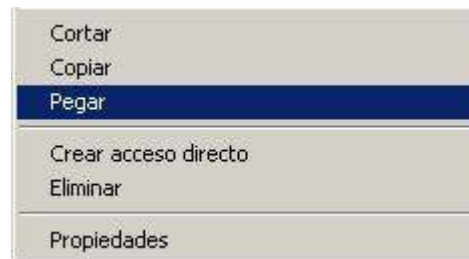 Cortar
Copiar
Pegar
Crear acceso directo
Eliminar
Propiedades